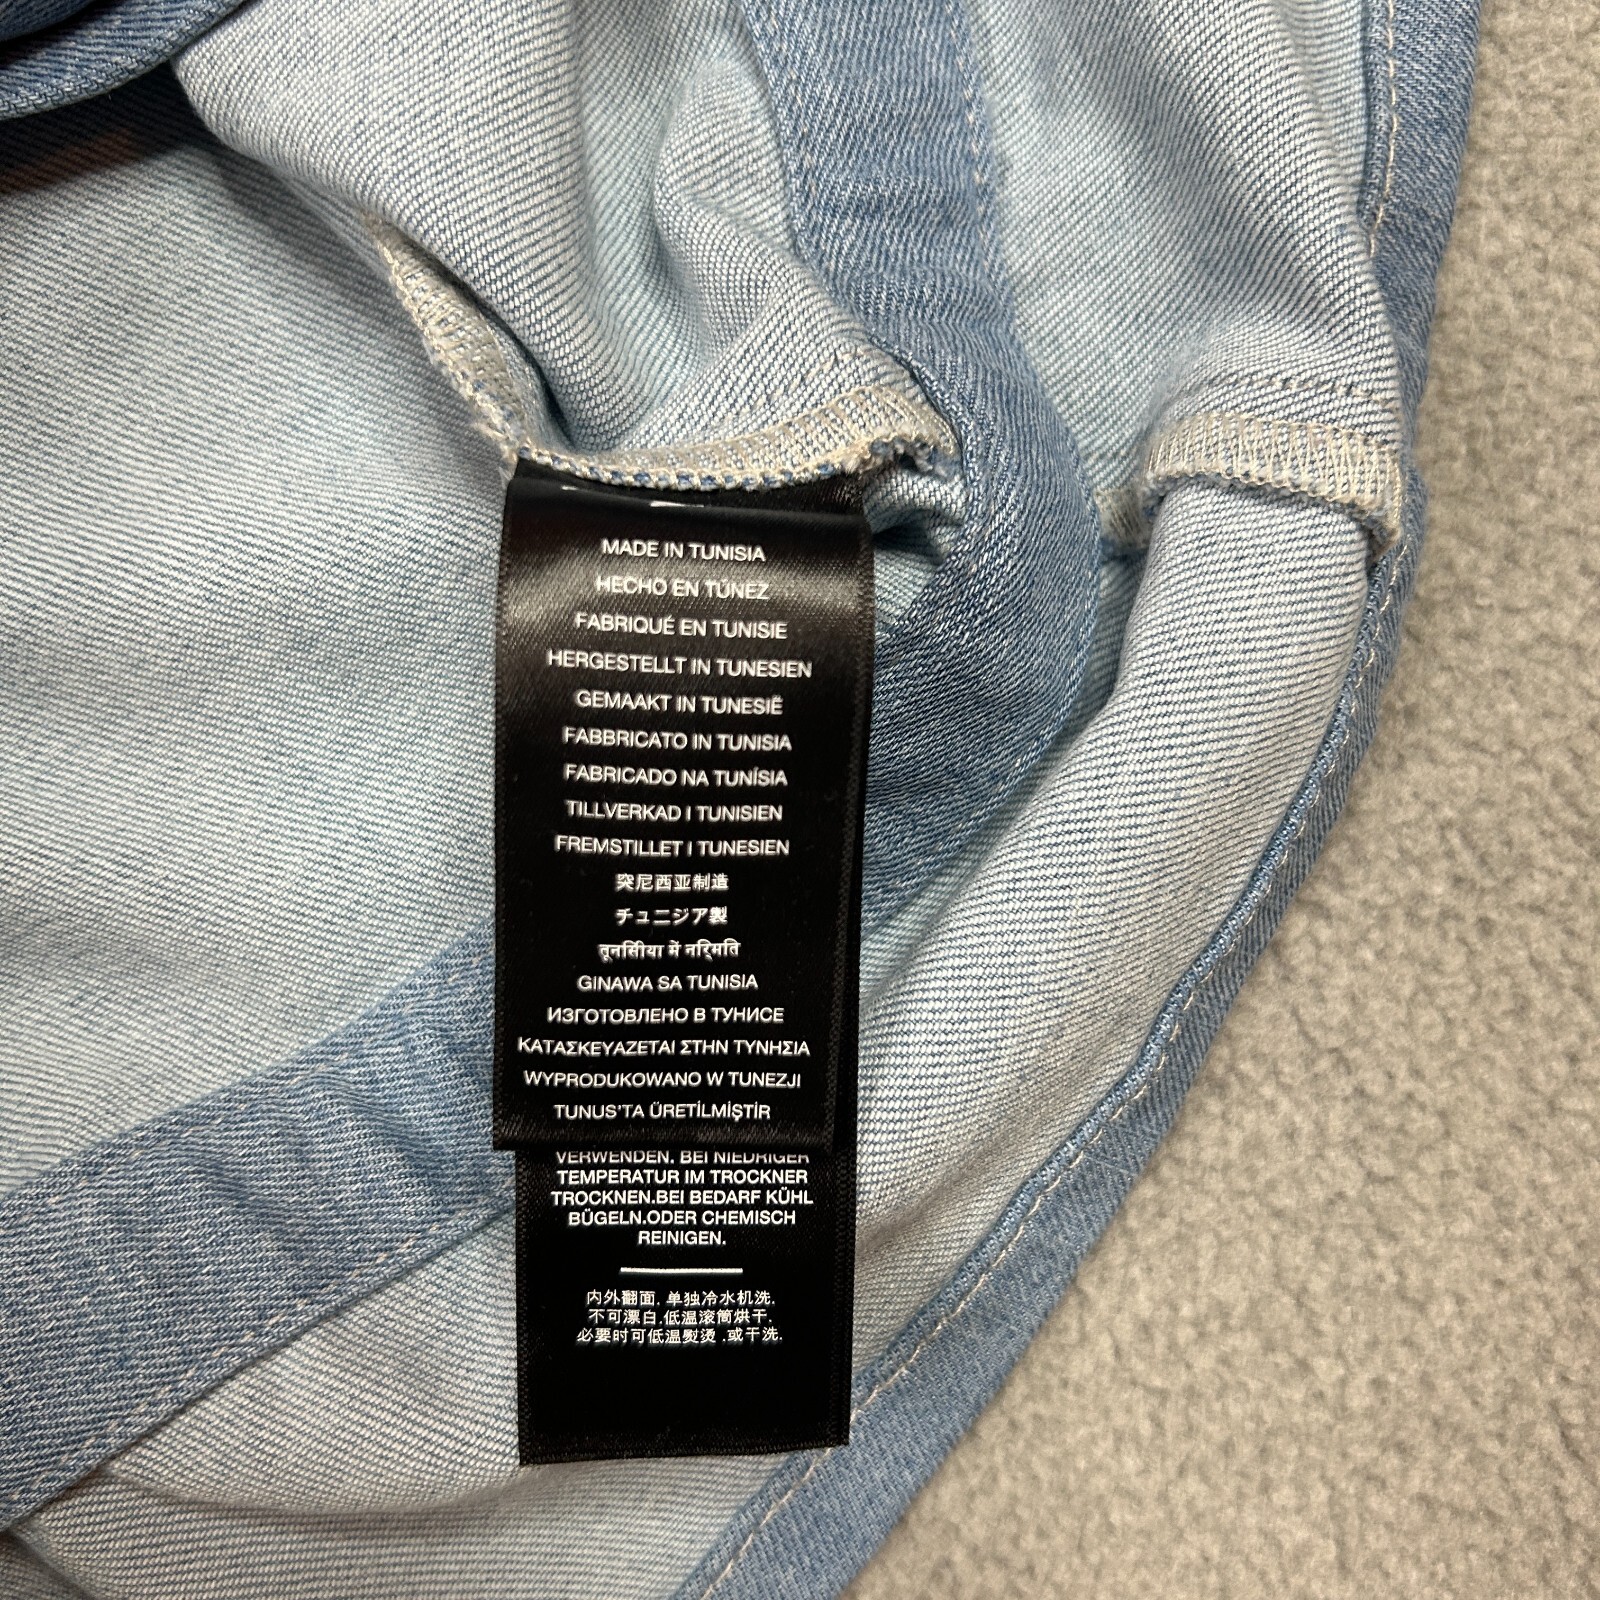 MADE IN TUNISIA
HECHO EN TÚNEZ
FABRIQUÉ EN TUNISIE
HERGESTELLT IN TUNESIEN
GEMAAKT IN TUNESIË
FABBRICATO IN TUNISIA
FABRICADO NA TUNÍSIA
TILLVERKAD I TUNISIEN
FREMSTILLET I TUNESIEN
突尼西亚制造
チュニジア製
में
GINAWA SA TUNISIA
ИЗГОТОВЛЕНО В ТУНИСЕ
ΚΑΤΑΣΚΕΥΑΖΕΤΑΙ ΣΤΗΝ ΤΥΝΗΣΙΑ
WYPRODUKOWANO W TUNEZJI
TUNUS'TA ÜRETİLMİŞTİR
VERWENDEN. BEI NIEDRIGER
TEMPERATUR IM TROCKNER
TROCKNEN.BEI BEDARF KÜHL
BÜGELN.ODER CHEMISCH
REINIGEN.
内外翻面. 单独冷水机洗.
不可漂白.低温滚筒烘干.
必要时可低温熨烫 .或干洗.